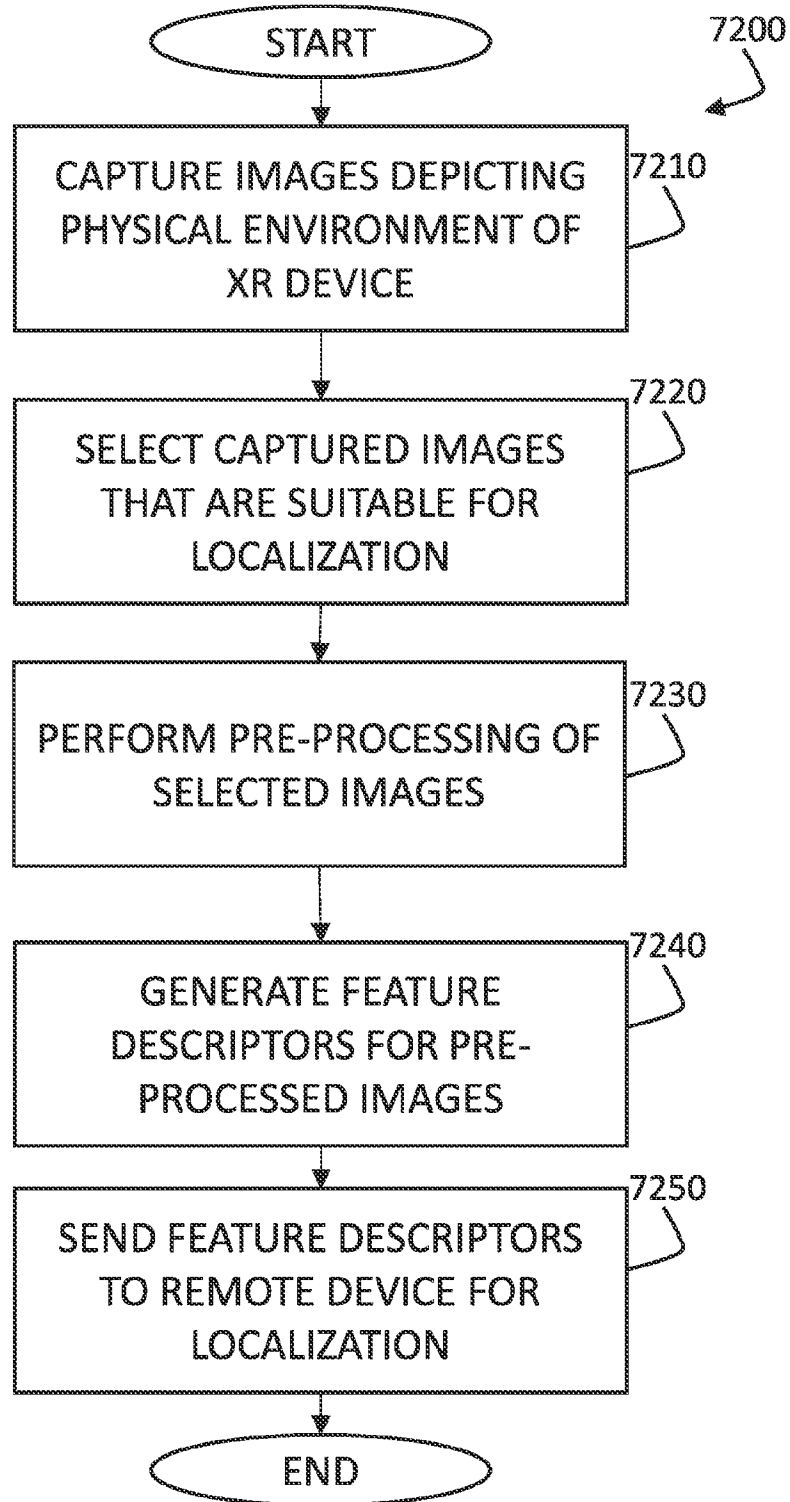 START
7200
CAPTURE IMAGES DEPICTING
PHYSICAL ENVIRONMENT OF
XR DEVICE
7210
SELECT CAPTURED IMAGES
THAT ARE SUITABLE FOR
LOCALIZATION
7220
PERFORM PRE-PROCESSING OF
SELECTED IMAGES
7230
GENERATE FEATURE
DESCRIPTORS FOR PRE-
PROCESSED IMAGES
7240
SEND FEATURE DESCRIPTORS
TO REMOTE DEVICE FOR
LOCALIZATION
7250
END